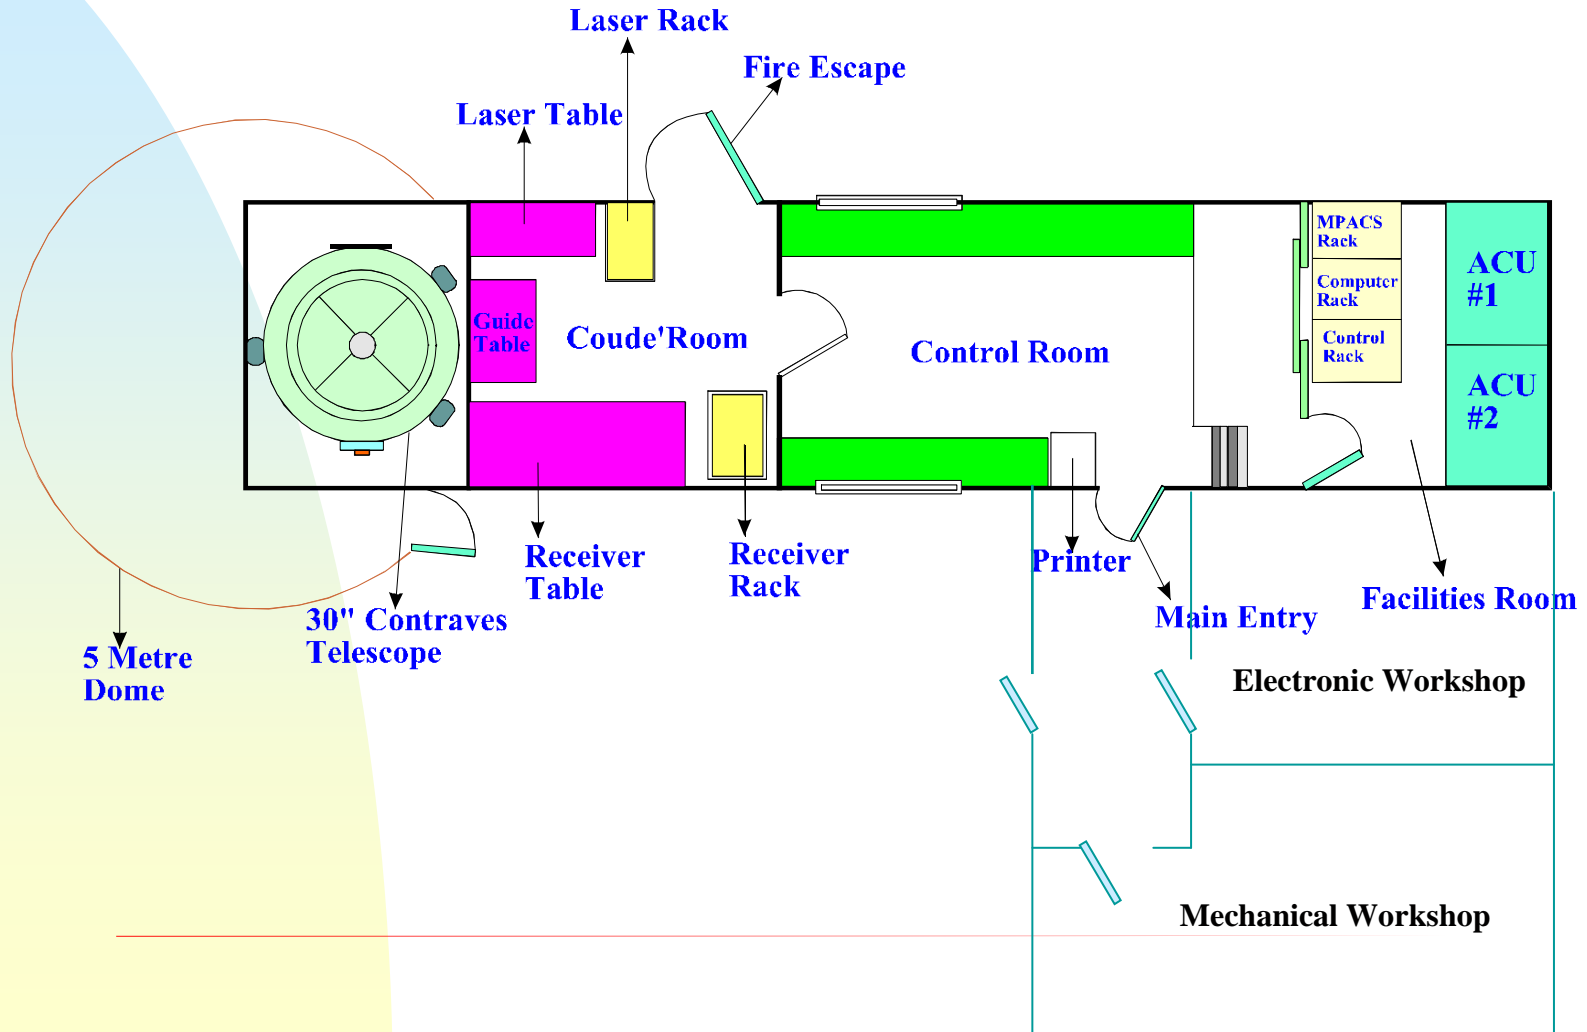 Laser Rack
Fire Escape
Laser Table
MPACS
Rack
ACU
#1
Computer
Rack
Guide
Table
Coude'Room
Control Room
Control
Rack
ACU
#2
Receiver
Table
Receiver
Rack
Printer
Main Entry
Facilities Room
30" Contraves
Telescope
5 Metre
Dome
Electronic Workshop
Mechanical Workshop